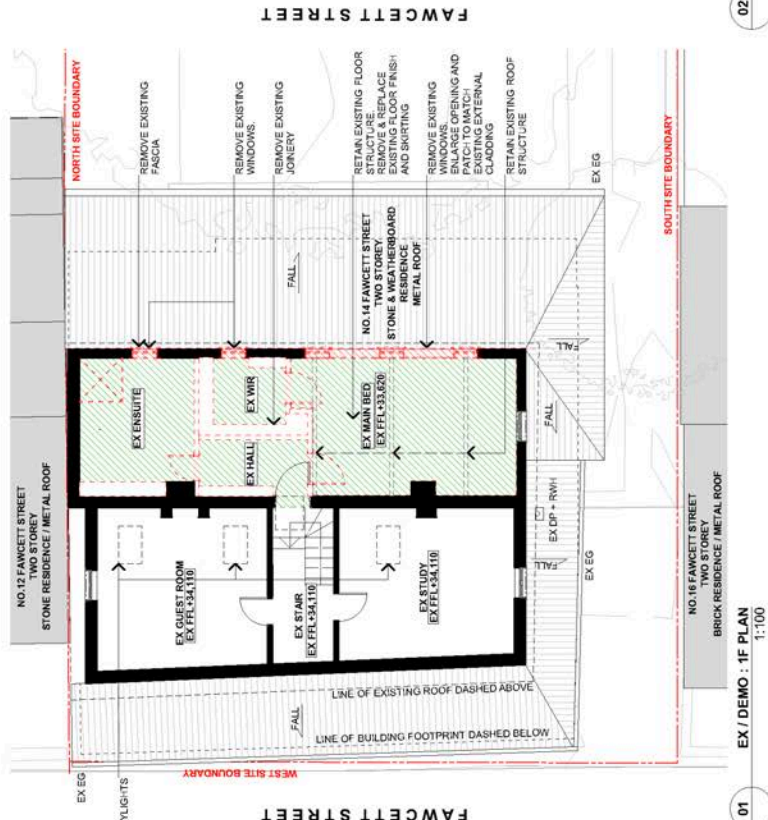 FAWCETT STREET
02
NORTH SITE BOUNDARY
REMOVE EXISTING
FASCIA
REMOVE EXISTING
WINDOWS.
REMOVE EXISTING
JOINERY
RETAIN EXISTING FLOOR
STRUCTURE.
REMOVE & REPLACE
EXISTING FLOOR FINISH
AND SKIRTING
REMOVE EXISTING
WINDOWS.
ENLARGE OPENING AND
PATCH TO MATCH
EXISTING EXTERNAL
CLADDING
RETAIN EXISTING ROOF
STRUCTURE
EX EG
SOUTH SITE BOUNDARY
FALL
NO.14 FAWCETT STREET
TWO STOREY
STONE & WEATHERBOARD
RESIDENCE
METAL ROOF
FALL
EX ENSUITE
EX WIR
EX HALL
EX MAIN BED
EX FFL+33,620
FALL
EX DP + RWH
FALL
NO.12 FAWCETT STREET
TWO STOREY
STONE RESIDENCE / METAL ROOF
EX GUEST ROOM
EX FFL+34,110
EX STAIR
EX FFL+34,110
EX STUDY
EX FFL+34,110
EX EG
NO.16 FAWCETT STREET
TWO STOREY
BRICK RESIDENCE / METAL ROOF
LINE OF EXISTING ROOF DASHED ABOVE
FALL
LINE OF BUILDING FOOTPRINT DASHED BELOW
EX EG
YLIGHTS
WEST SITE BOUNDARY
FAWCETT STREET
01
EX / DEMO : 1F PLAN
1:100